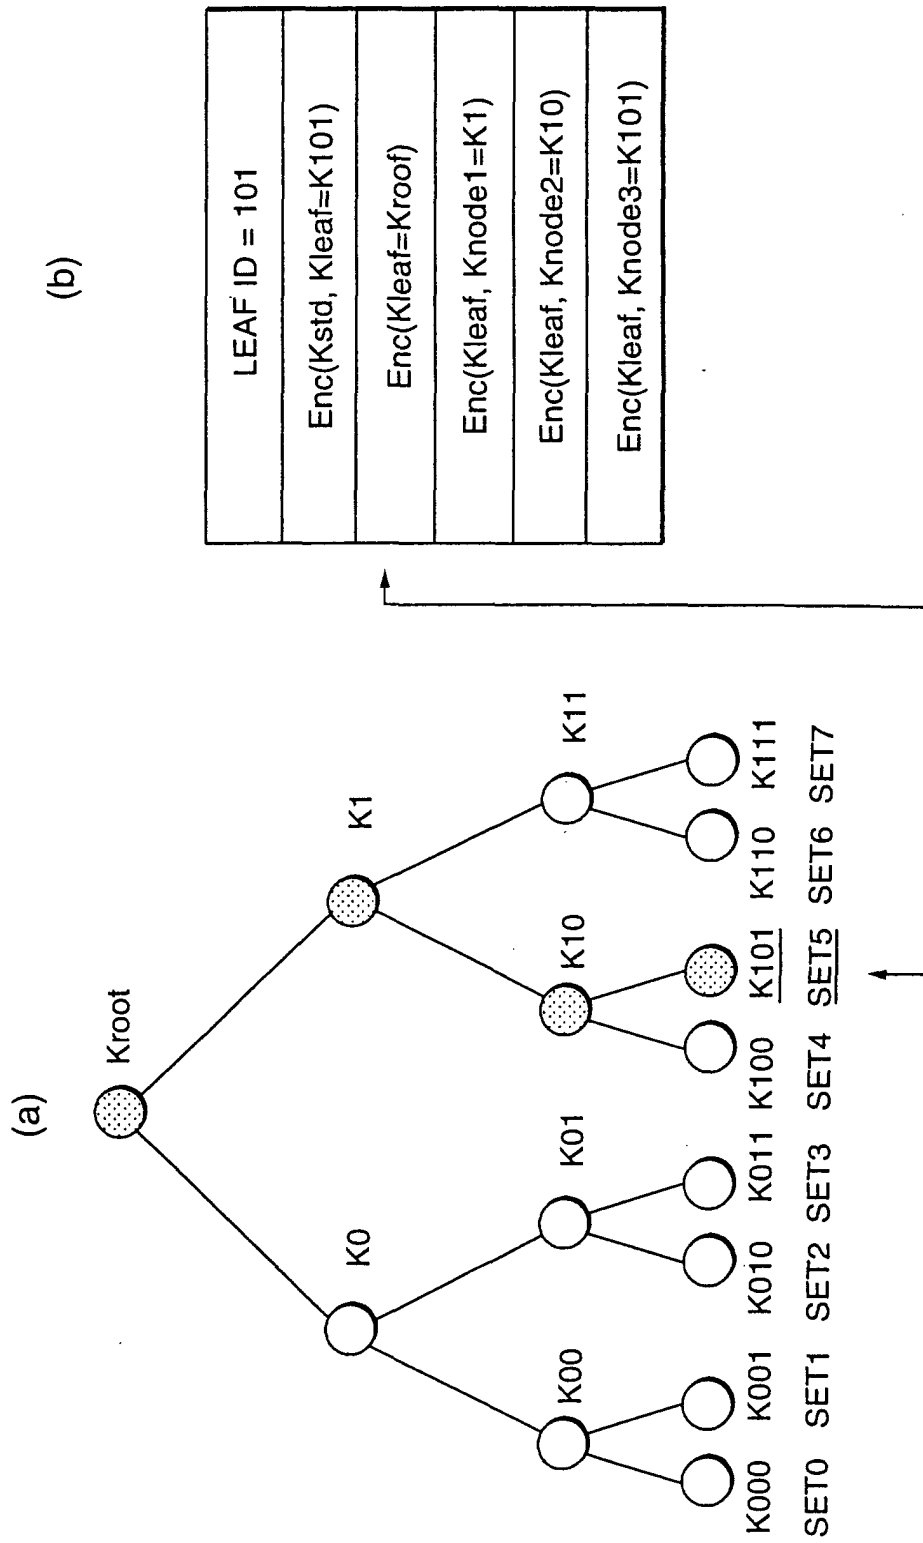 (a)
Kroot
K0
K1
K00
K01
K10
K11
K000 K001 K010 K011 K100 K101 K110 K111
SET0 SET1 SET2 SET3 SET4 SET5 SET6 SET7
(b)
LEAF ID = 101
Enc(Kstd, Kleaf=K101)
Enc(Kleaf=Kroof)
Enc(Kleaf, Knode1=K1)
Enc(Kleaf, Knode2=K10)
Enc(Kleaf, Knode3=K101)